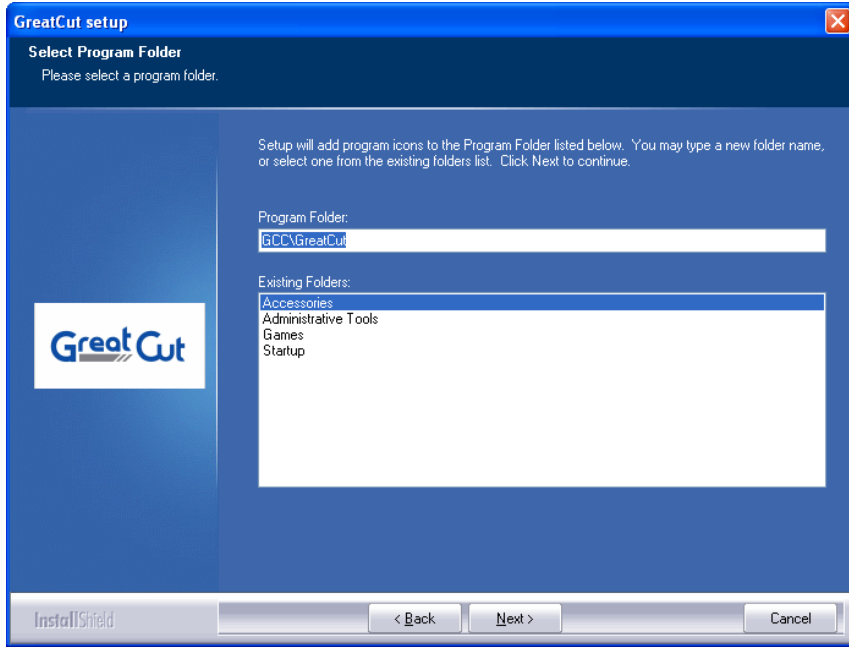 GreatCut setup
Select Program Folder
Please select a program folder.
Setup will add program icons to the Program Folder listed below. You may type a new folder name,
or select one from the existing folders list. Click Next to continue.
Program Folder:
GCC\GreatCut
Existing Folders:
Accessories
Administrative Tools
Games
Startup
Great Cut
InstallShield
< Back
Next >
Cancel